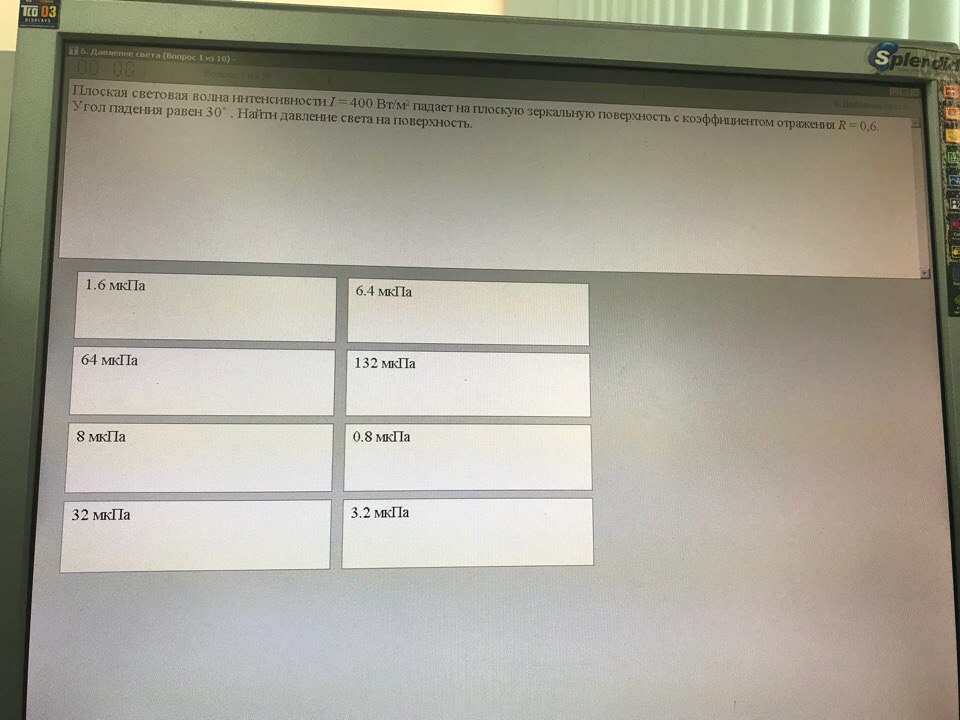 TCO 03
DISPLAYS
6. Давление света (Вопрос 1 из 10) -
Splendid
00:00
Вопрос 1 из 10
6. Давление света
Плоская световая волна интенсивности I = 400 Вт/м² падает на плоскую зеркальную поверхность с коэффициентом отражения R = 0,6.
Угол падения равен 30° . Найти давление света на поверхность.
1.6 мкПа
6.4 мкПа
64 мкПа
132 мкПа
8 мкПа
0.8 мкПа
32 мкПа
3.2 мкПа